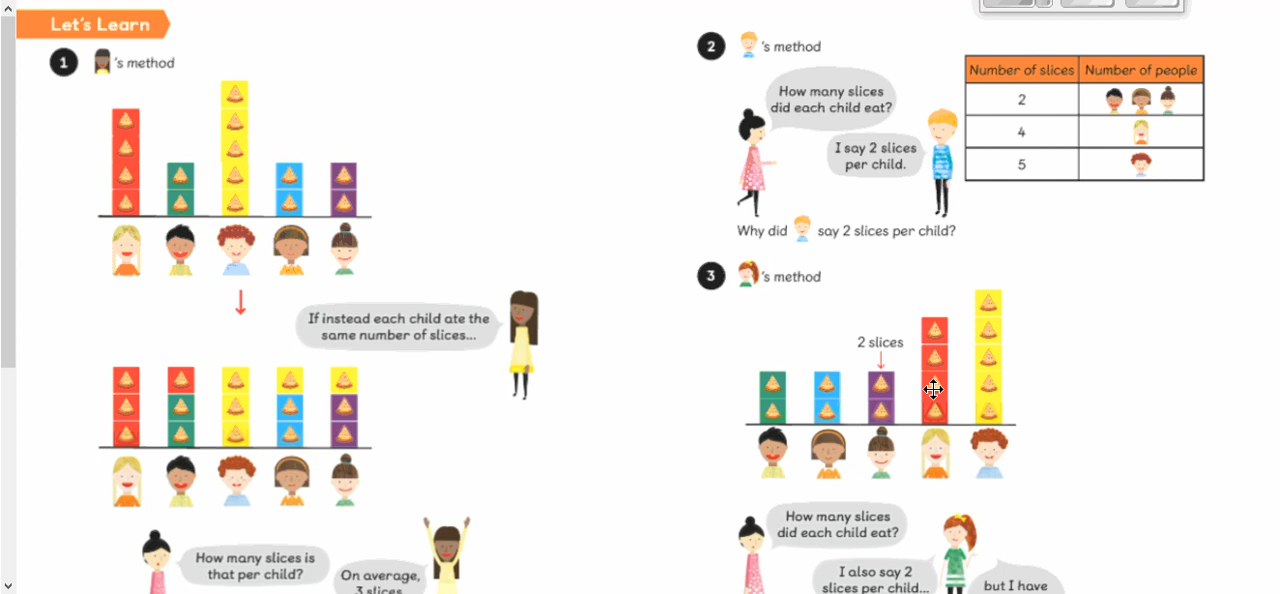 Let's Learn
1 's method
If instead each child ate the
same number of slices...
How many slices is
that per child?
On average,
3 slices
2 's method
How many slices
did each child eat?
I say 2 slices
per child.
Number of slices Number of people
2
4
5
Why did say 2 slices per child?
3 's method
2 slices
How many slices
did each child eat?
I also say 2
slices per child...
but I have